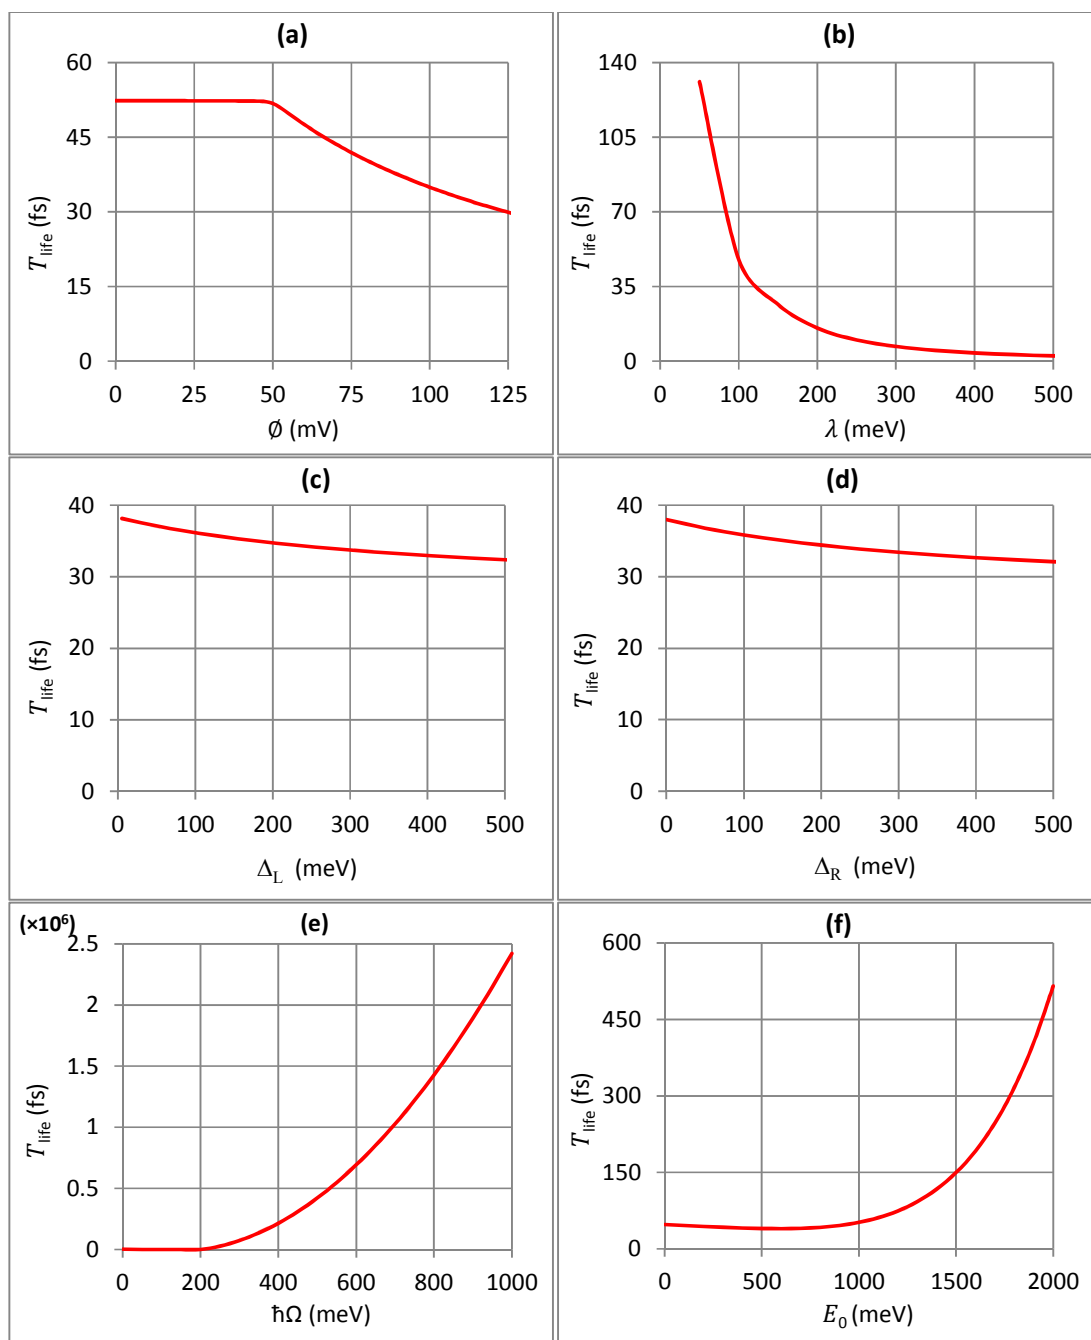 (a)
60
45
30
15
0
0 25 50 75 100 125
T_life (fs)
Ø (mV)
(b)
140
105
70
35
0
0 100 200 300 400 500
T_life (fs)
λ (meV)
(c)
40
30
20
10
0
0 100 200 300 400 500
T_life (fs)
Δ_L (meV)
(d)
40
30
20
10
0
0 100 200 300 400 500
T_life (fs)
Δ_R (meV)
(×10⁶)
(e)
2.5
2
1.5
1
0.5
0
0 200 400 600 800 1000
T_life (fs)
ħΩ (meV)
(f)
600
450
300
150
0
0 500 1000 1500 2000
T_life (fs)
E₀ (meV)